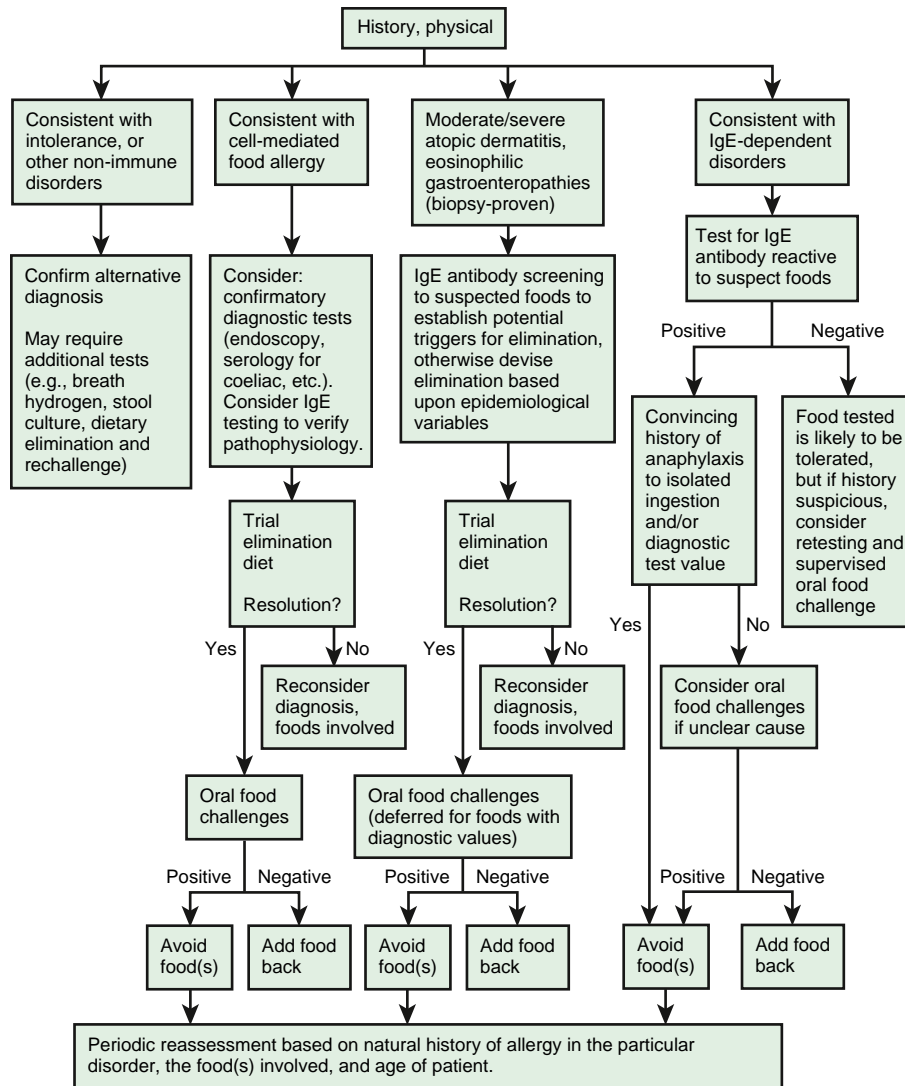 History, physical
Consistent with
intolerance, or
other non-immune
disorders
Consistent with
cell-mediated
food allergy
Moderate/severe
atopic dermatitis,
eosinophilic
gastroenteropathies
(biopsy-proven)
Consistent with
IgE-dependent
disorders
Test for IgE
antibody reactive
to suspect foods
Confirm alternative
diagnosis
May require
additional tests
(e.g., breath
hydrogen, stool
culture, dietary
elimination and
rechallenge)
Consider:
confirmatory
diagnostic tests
(endoscopy,
serology for
coeliac, etc.).
Consider IgE
testing to verify
pathophysiology.
IgE antibody screening
to suspected foods to
establish potential
triggers for elimination,
otherwise devise
elimination based
upon epidemiological
variables
Positive
Negative
Convincing
history of
anaphylaxis
to isolated
ingestion
and/or
diagnostic
test value
Food tested
is likely to be
tolerated,
but if history
suspicious,
consider
retesting and
supervised
oral food
challenge
Trial
elimination
diet
Resolution?
Trial
elimination
diet
Resolution?
Yes
No
Yes
No
Yes
No
Reconsider
diagnosis,
foods involved
Reconsider
diagnosis,
foods involved
Consider oral
food challenges
if unclear cause
Oral food
challenges
Oral food challenges
(deferred for foods with
diagnostic values)
Positive
Negative
Positive
Negative
Positive
Negative
Avoid
food(s)
Add food
back
Avoid
food(s)
Add food
back
Avoid
food(s)
Add food
back
Periodic reassessment based on natural history of allergy in the particular
disorder, the food(s) involved, and age of patient.